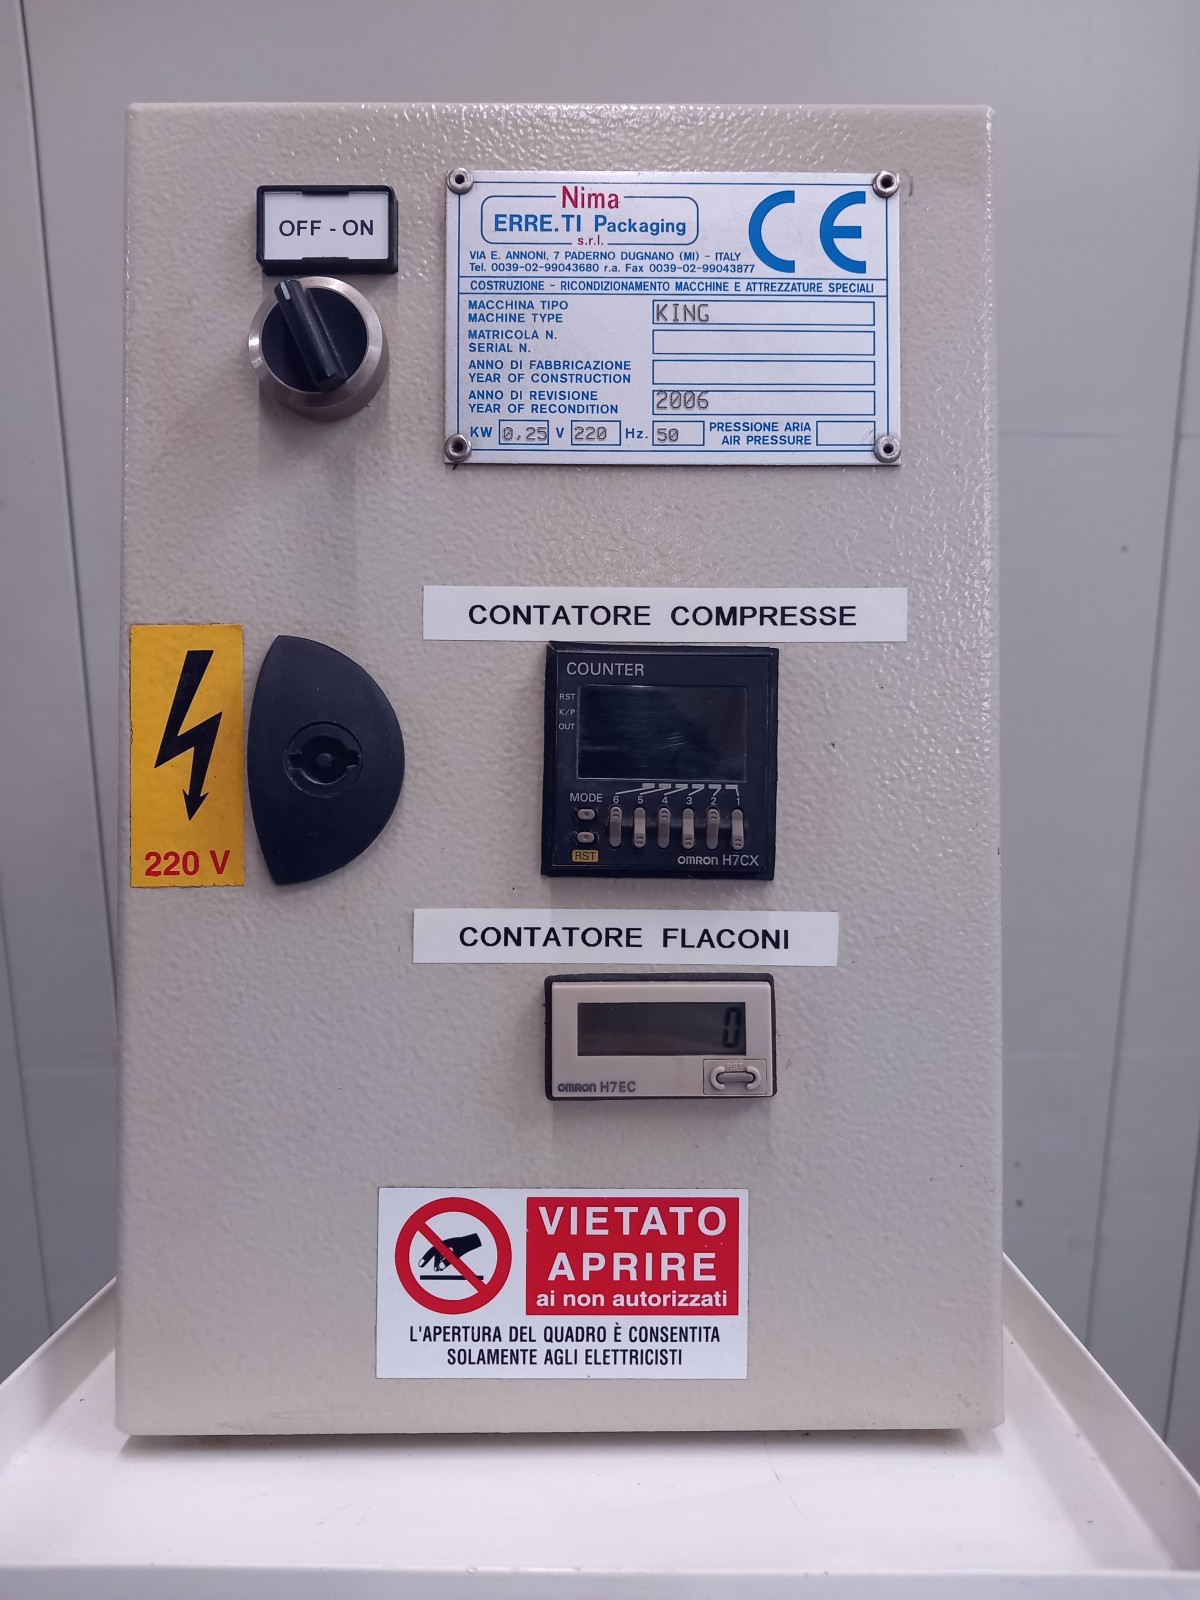 OFF - ON
Nima
ERRE.TI Packaging
s.r.l.
CE
VIA E. ANNONI, 7 PADERNO DUGNANO (MI) - ITALY
Tel. 0039-02-99043680 r.a. Fax 0039-02-99043877
COSTRUZIONE - RICONDIZIONAMENTO MACCHINE E ATTREZZATURE SPECIALI
MACCHINA TIPO
MACHINE TYPE
KING
MATRICOLA N.
SERIAL N.
ANNO DI FABBRICAZIONE
YEAR OF CONSTRUCTION
ANNO DI REVISIONE
YEAR OF RECONDITION
2006
KW 0,25 V 220 Hz. 50 PRESSIONE ARIA
AIR PRESSURE
CONTATORE COMPRESSE
COUNTER
RST
K/P
OUT
MODE 6 5 4 3 2 1
RST
OMRON H7CX
220 V
CONTATORE FLACONI
0
RST
OMRON H7EC
VIETATO
APRIRE
ai non autorizzati
L'APERTURA DEL QUADRO È CONSENTITA
SOLAMENTE AGLI ELETTRICISTI